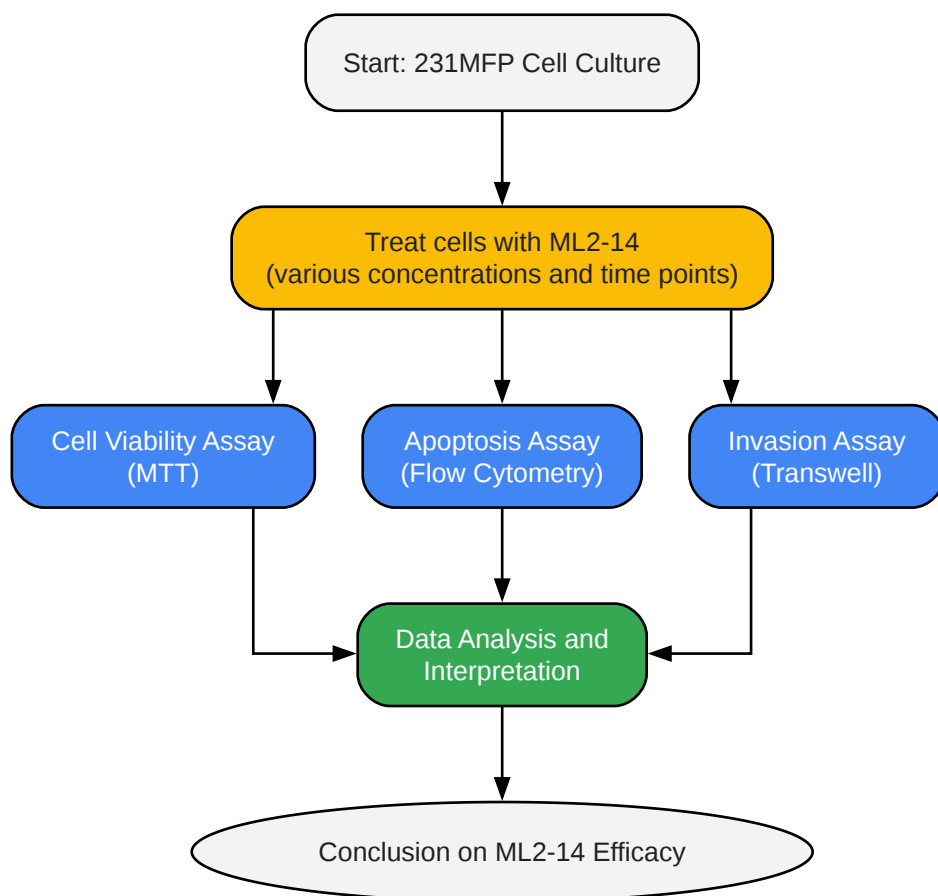 Start: 231MFP Cell Culture
Treat cells with ML2-14
(various concentrations and time points)
Cell Viability Assay
(MTT)
Apoptosis Assay
(Flow Cytometry)
Invasion Assay
(Transwell)
Data Analysis and
Interpretation
Conclusion on ML2-14 Efficacy